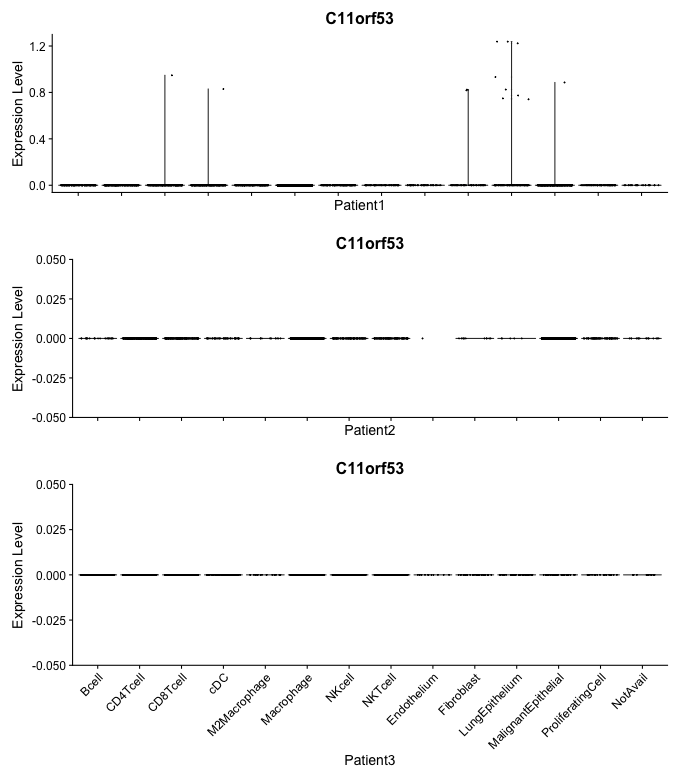 C11orf53
Expression Level
1.2
0.8
0.4
0.0
Patient1
C11orf53
Expression Level
0.050
0.025
0.000
-0.025
-0.050
Patient2
C11orf53
Expression Level
0.050
0.025
0.000
-0.025
-0.050
Bcell
CD4Tcell
CD8Tcell
cDC
M2Macrophage
Macrophage
NKcell
NKTcell
Endothelium
Fibroblast
LungEpithelium
MalignantEpithelial
ProliferatingCell
NotAvail
Patient3